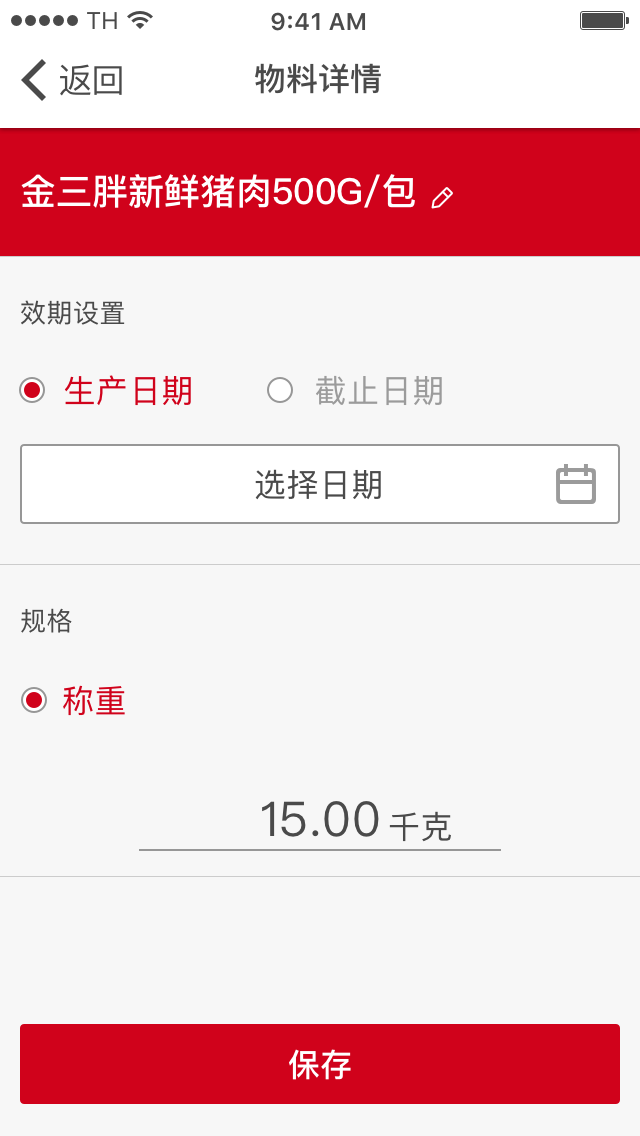 TH 9:41 AM
返回 物料详情
金三胖新鲜猪肉500G/包
效期设置
生产日期 截止日期
选择日期
规格
称重
15.00 千克
保存